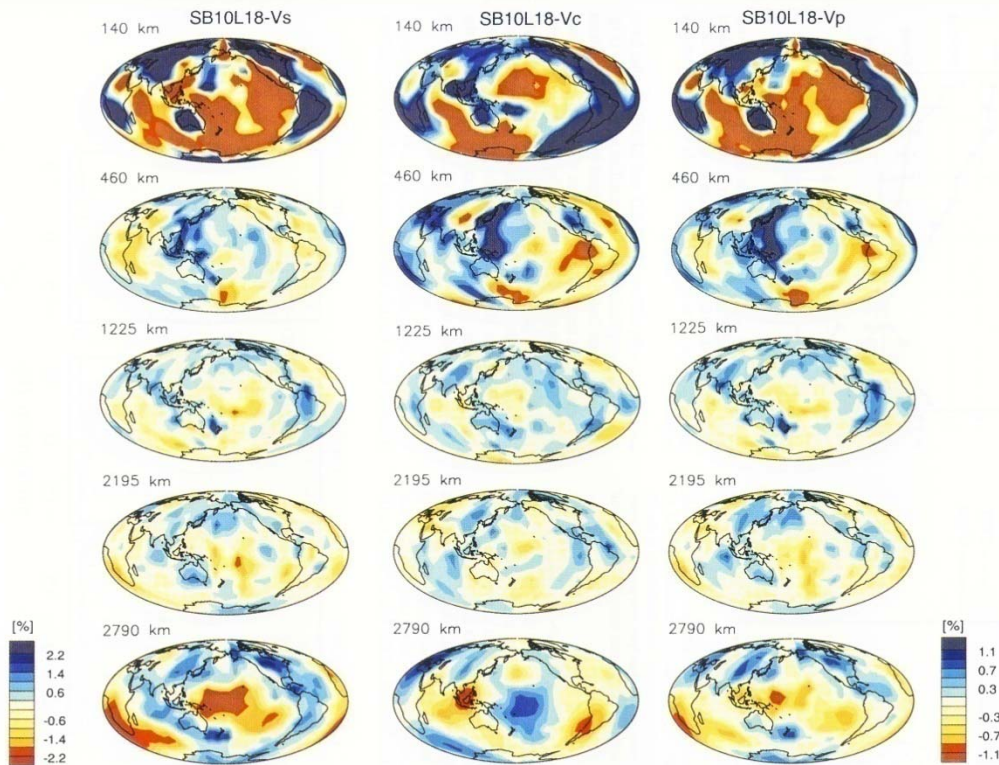 SB10L18-Vs SB10L18-Vc SB10L18-Vp
140 km 140 km 140 km
460 km 460 km 460 km
1225 km 1225 km 1225 km
2195 km 2195 km 2195 km
[%] [%]
2790 km 2790 km 2790 km
2.2 1.1
1.4 0.7
0.6 0.3
-0.6 -0.3
-1.4 -0.7
-2.2 -1.1